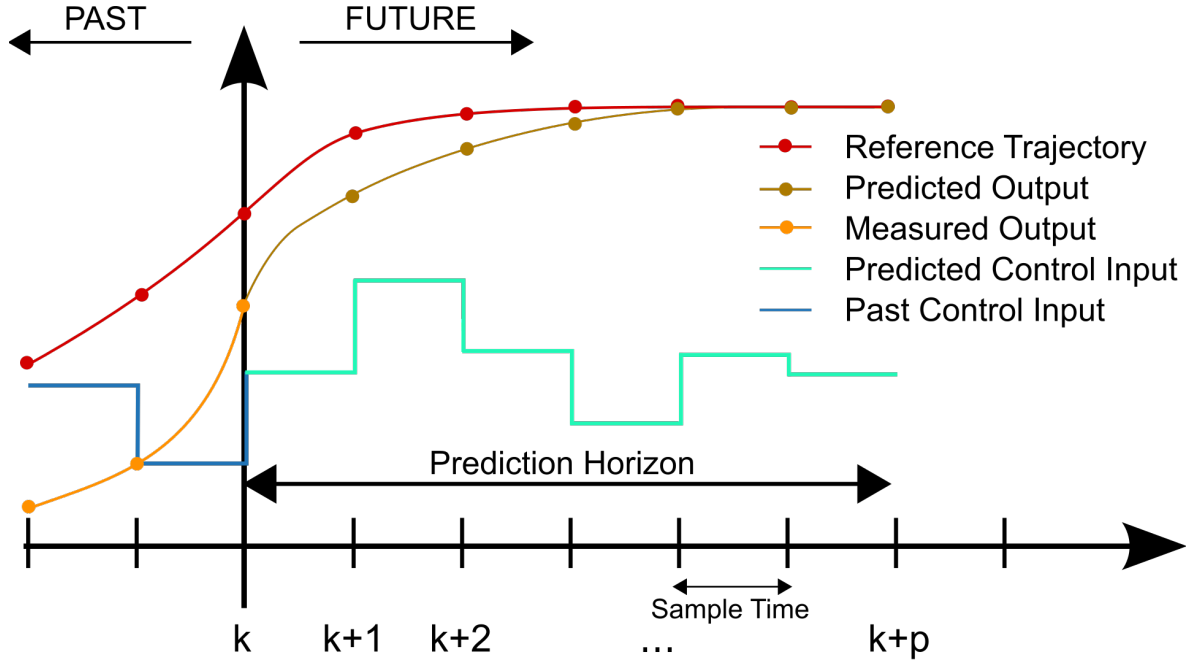 PAST
FUTURE
Reference Trajectory
Predicted Output
Measured Output
Predicted Control Input
Past Control Input
Prediction Horizon
Sample Time
k
k+1
k+2
...
k+p